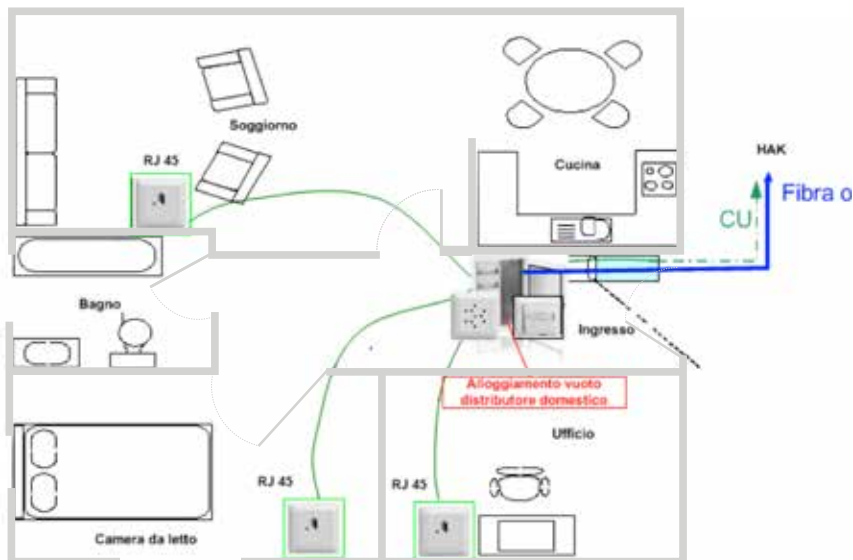 Soggiorno
RJ 45
Cucina
HAK
Fibra o
CU
Bagno
Ingresso
Alloggiamento vuoto
distributore domestico
Ufficio
RJ 45
RJ 45
Camera da letto